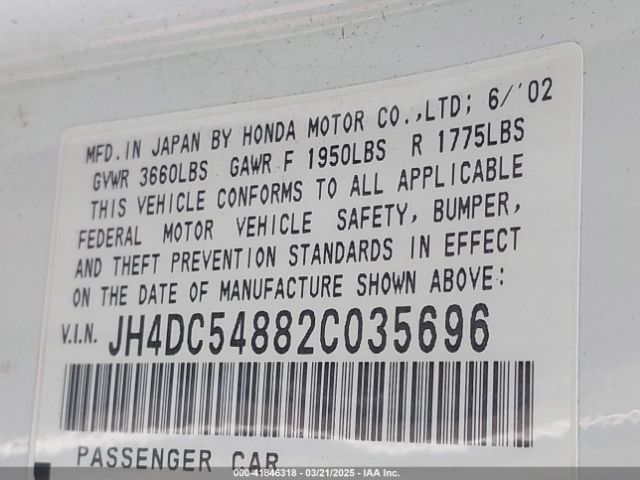 MFD. IN JAPAN BY HONDA MOTOR CO.,LTD; 6/'02
GVWR 3660LBS GAWR F 1950LBS R 1775LBS
THIS VEHICLE CONFORMS TO ALL APPLICABLE
FEDERAL MOTOR VEHICLE SAFETY, BUMPER,
AND THEFT PREVENTION STANDARDS IN EFFECT
ON THE DATE OF MANUFACTURE SHOWN ABOVE:
V.I.N. JH4DC54882C035696
PASSENGER CAR
00-41846318 - 03/21/2025 - IAA Inc.